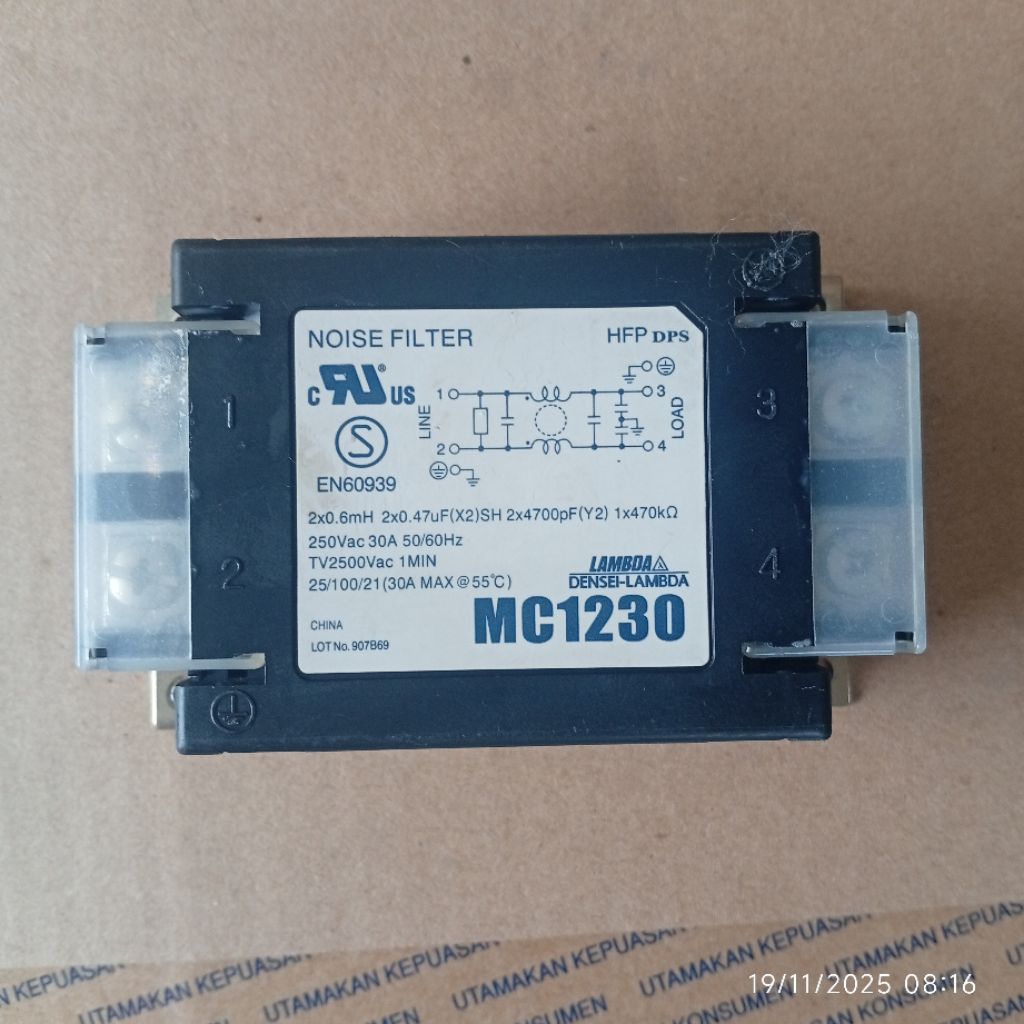 NOISE FILTER
HFP DPS
C RU® US
S
EN60939
LINE
1
2
3
4
LOAD
2x0.6mH 2x0.47uF(X2)SH 2x4700pF(Y2) 1x470kΩ
250Vac 30A 50/60Hz
TV2500Vac 1MIN
25/100/21(30A MAX @55℃)
LAMBDA
DENSEI-LAMBDA
MC1230
CHINA
LOT No. 907B69
1
2
3
4
UTAMAKAN KEPUASAN
UTAMAKAN KEPUASAN
UTAMAKAN KEPUASAN
KONSUMEN
19/11/2025 08:16